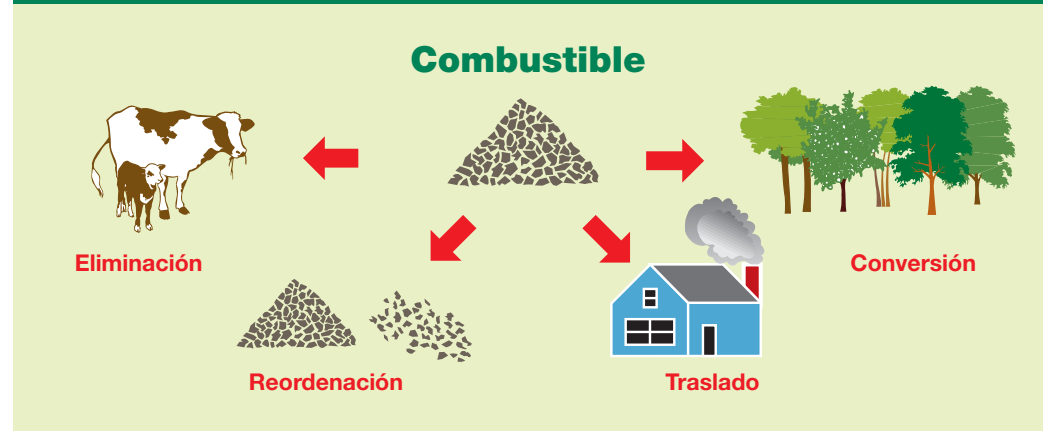 Combustible
Eliminación
Conversión
Reordenación
Traslado